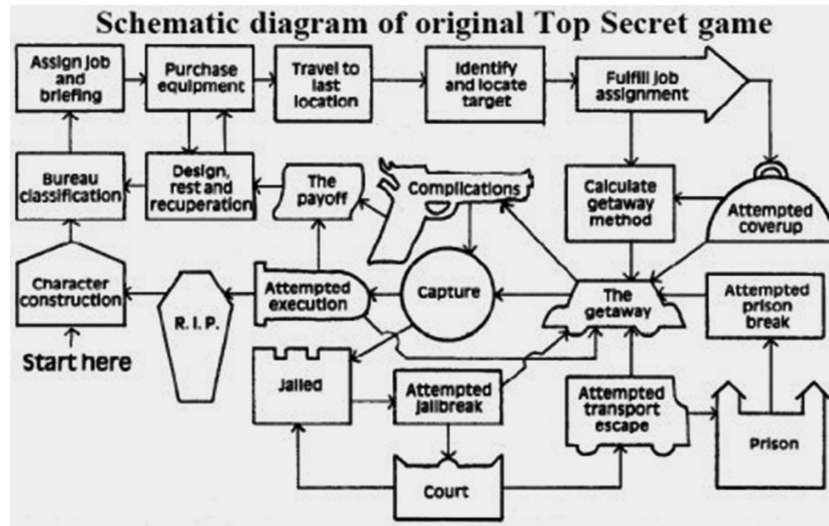 Schematic diagram of original Top Secret game
Assign job
and
briefing
Purchase
equipment
Travel to
last
location
Identify
and locate
target
Fulfill job
assignment
Bureau
classification
Design,
rest and
recuperation
The
payoff
Complications
Calculate
getaway
method
Attempted
coverup
Character
construction
R.I.P.
Attempted
execution
Capture
The
getaway
Attempted
prison
break
Start here
Jailed
Attempted
jailbreak
Attempted
transport
escape
Prison
Court